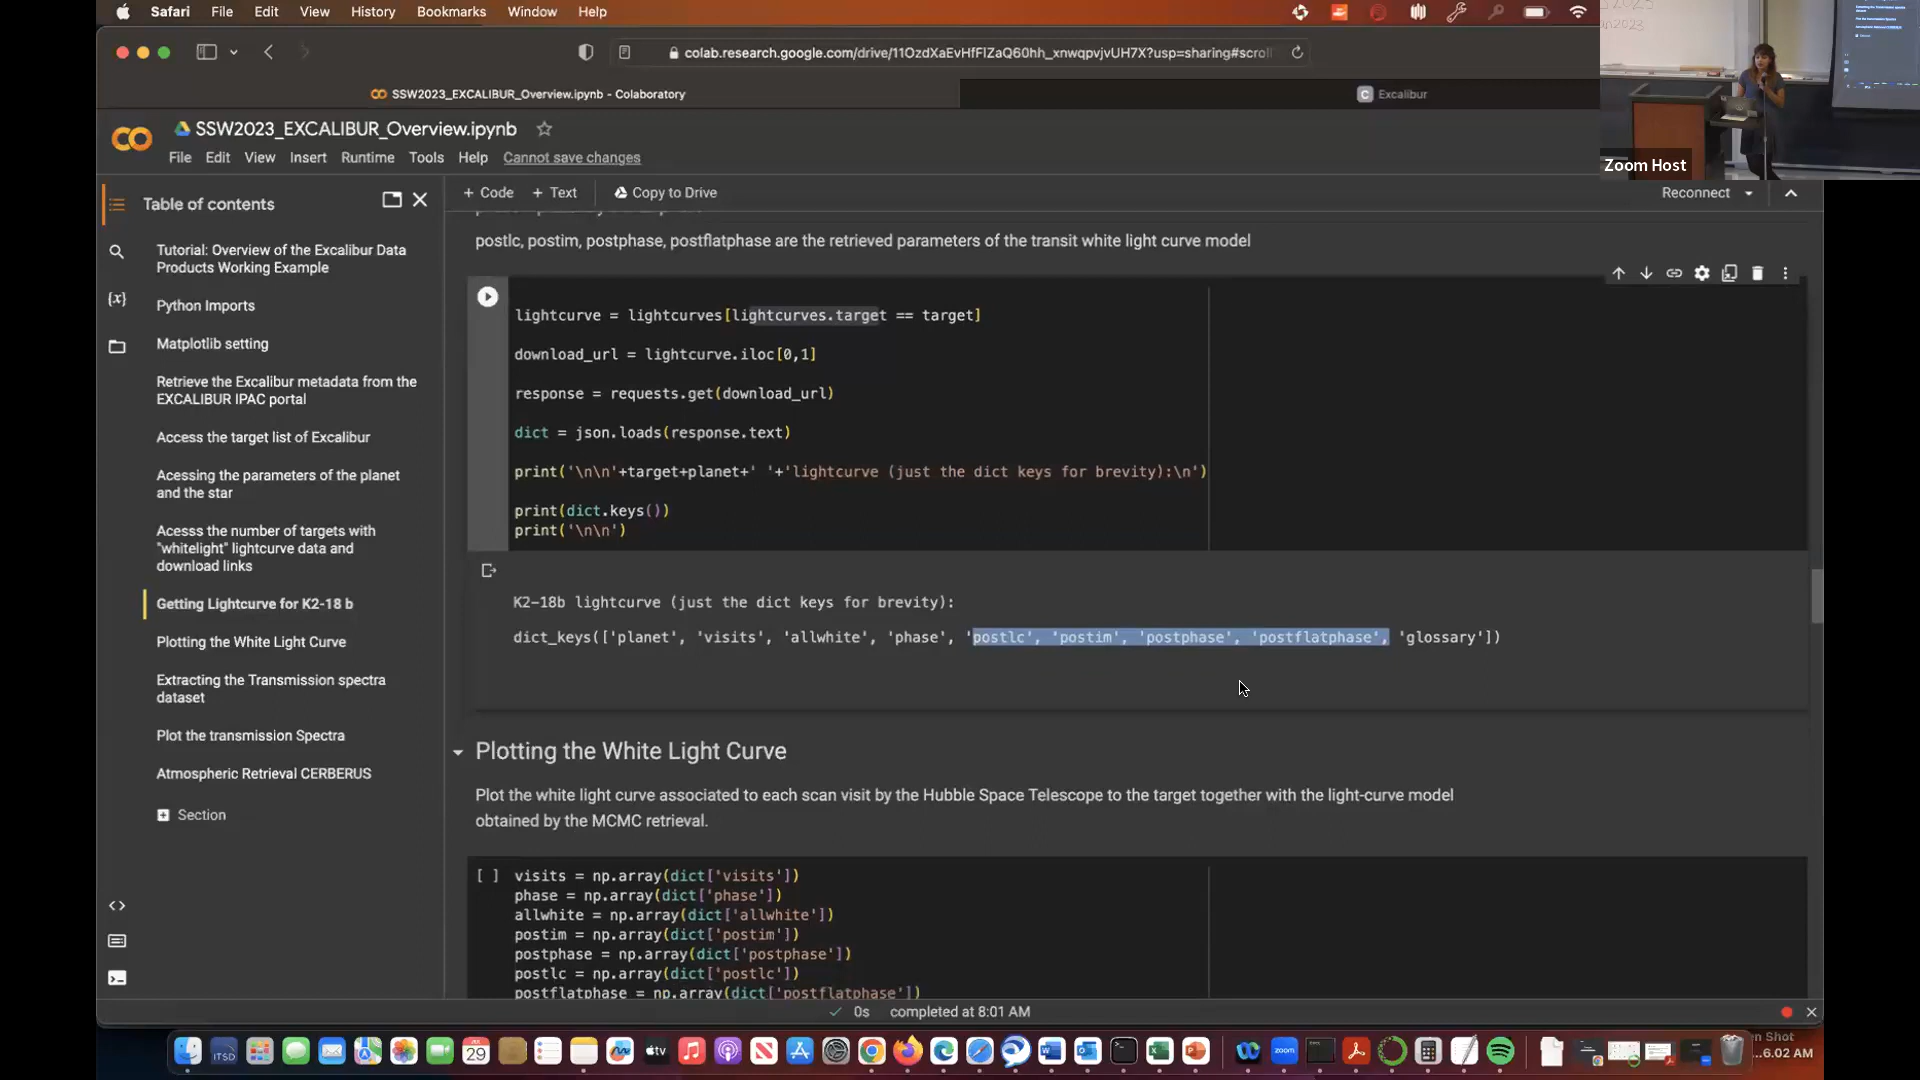 Safari File Edit View History Bookmarks Window Help
colab.research.google.com/drive/11OzdXaEvHfFlZaQ60hh_xnwqpvjvUH7X?usp=sharing#scrol
SSW2023_EXCALIBUR_Overview.ipynb - Colaboratory
Excalibur
SSW2023_EXCALIBUR_Overview.ipynb
File Edit View Insert Runtime Tools Help Cannot save changes
Zoom Host
+ Code + Text Copy to Drive
Reconnect
Table of contents
Tutorial: Overview of the Excalibur Data
Products Working Example
Python Imports
Matplotlib setting
Retrieve the Excalibur metadata from the
EXCALIBUR IPAC portal
Access the target list of Excalibur
Acessing the parameters of the planet
and the star
Acesss the number of targets with
"whitelight" lightcurve data and
download links
Getting Lightcurve for K2-18 b
Plotting the White Light Curve
Extracting the Transmission spectra
dataset
Plot the transmission Spectra
Atmospheric Retrieval CERBERUS
Section
postlc, postim, postphase, postflatphase are the retrieved parameters of the transit white light curve model
lightcurve = lightcurves[lightcurves.target == target]
download_url = lightcurve.iloc[0,1]
response = requests.get(download_url)
dict = json.loads(response.text)
print('\n\n'+target+planet+' '+'lightcurve (just the dict keys for brevity):\n')
print(dict.keys())
print('\n\n')
K2-18b lightcurve (just the dict keys for brevity):
dict_keys(['planet', 'visits', 'allwhite', 'phase', 'postlc', 'postim', 'postphase', 'postflatphase', 'glossary'])
Plotting the White Light Curve
Plot the white light curve associated to each scan visit by the Hubble Space Telescope to the target together with the light-curve model
obtained by the MCMC retrieval.
[ ] visits = np.array(dict['visits'])
phase = np.array(dict['phase'])
allwhite = np.array(dict['allwhite'])
postim = np.array(dict['postim'])
postphase = np.array(dict['postphase'])
postlc = np.array(dict['postlc'])
postflatphase = np.array(dict['postflatphase'])
0s completed at 8:01 AM
ITSD
JUL
29
zoom
en Shot
...6.02 AM